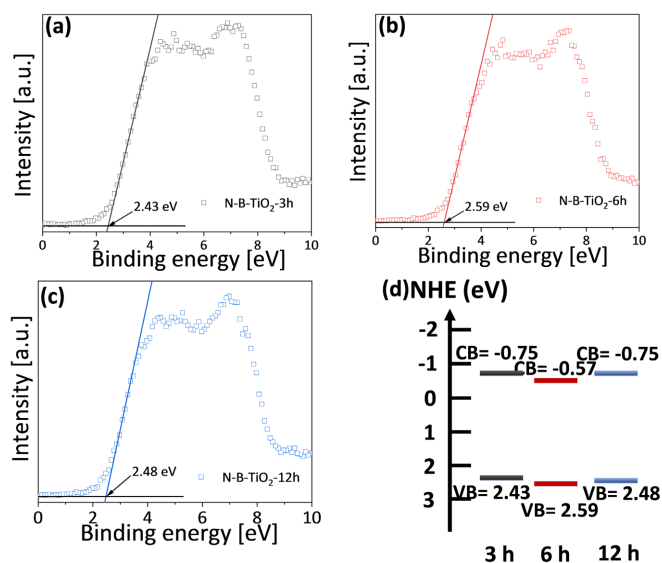 (a)
Intensity [a.u.]
2.43 eV
N-B-TiO₂-3h
0 2 4 6 8 10
Binding energy [eV]
(b)
Intensity [a.u.]
2.59 eV
N-B-TiO₂-6h
0 2 4 6 8 10
Binding energy [eV]
(c)
Intensity [a.u.]
2.48 eV
N-B-TiO₂-12h
0 2 4 6 8 10
Binding energy [eV]
(d) NHE (eV)
-2
-1
0
1
2
3
CB= -0.75
CB= -0.57
CB= -0.75
VB= 2.43
VB= 2.59
VB= 2.48
3 h 6 h 12 h